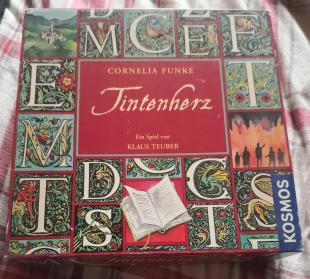 M C E F
CORNELIA FUNKE
Tintenherz
Ein Spiel von
KLAUS TEUBER
E F T
M T
T S D C G S
KOSMOS